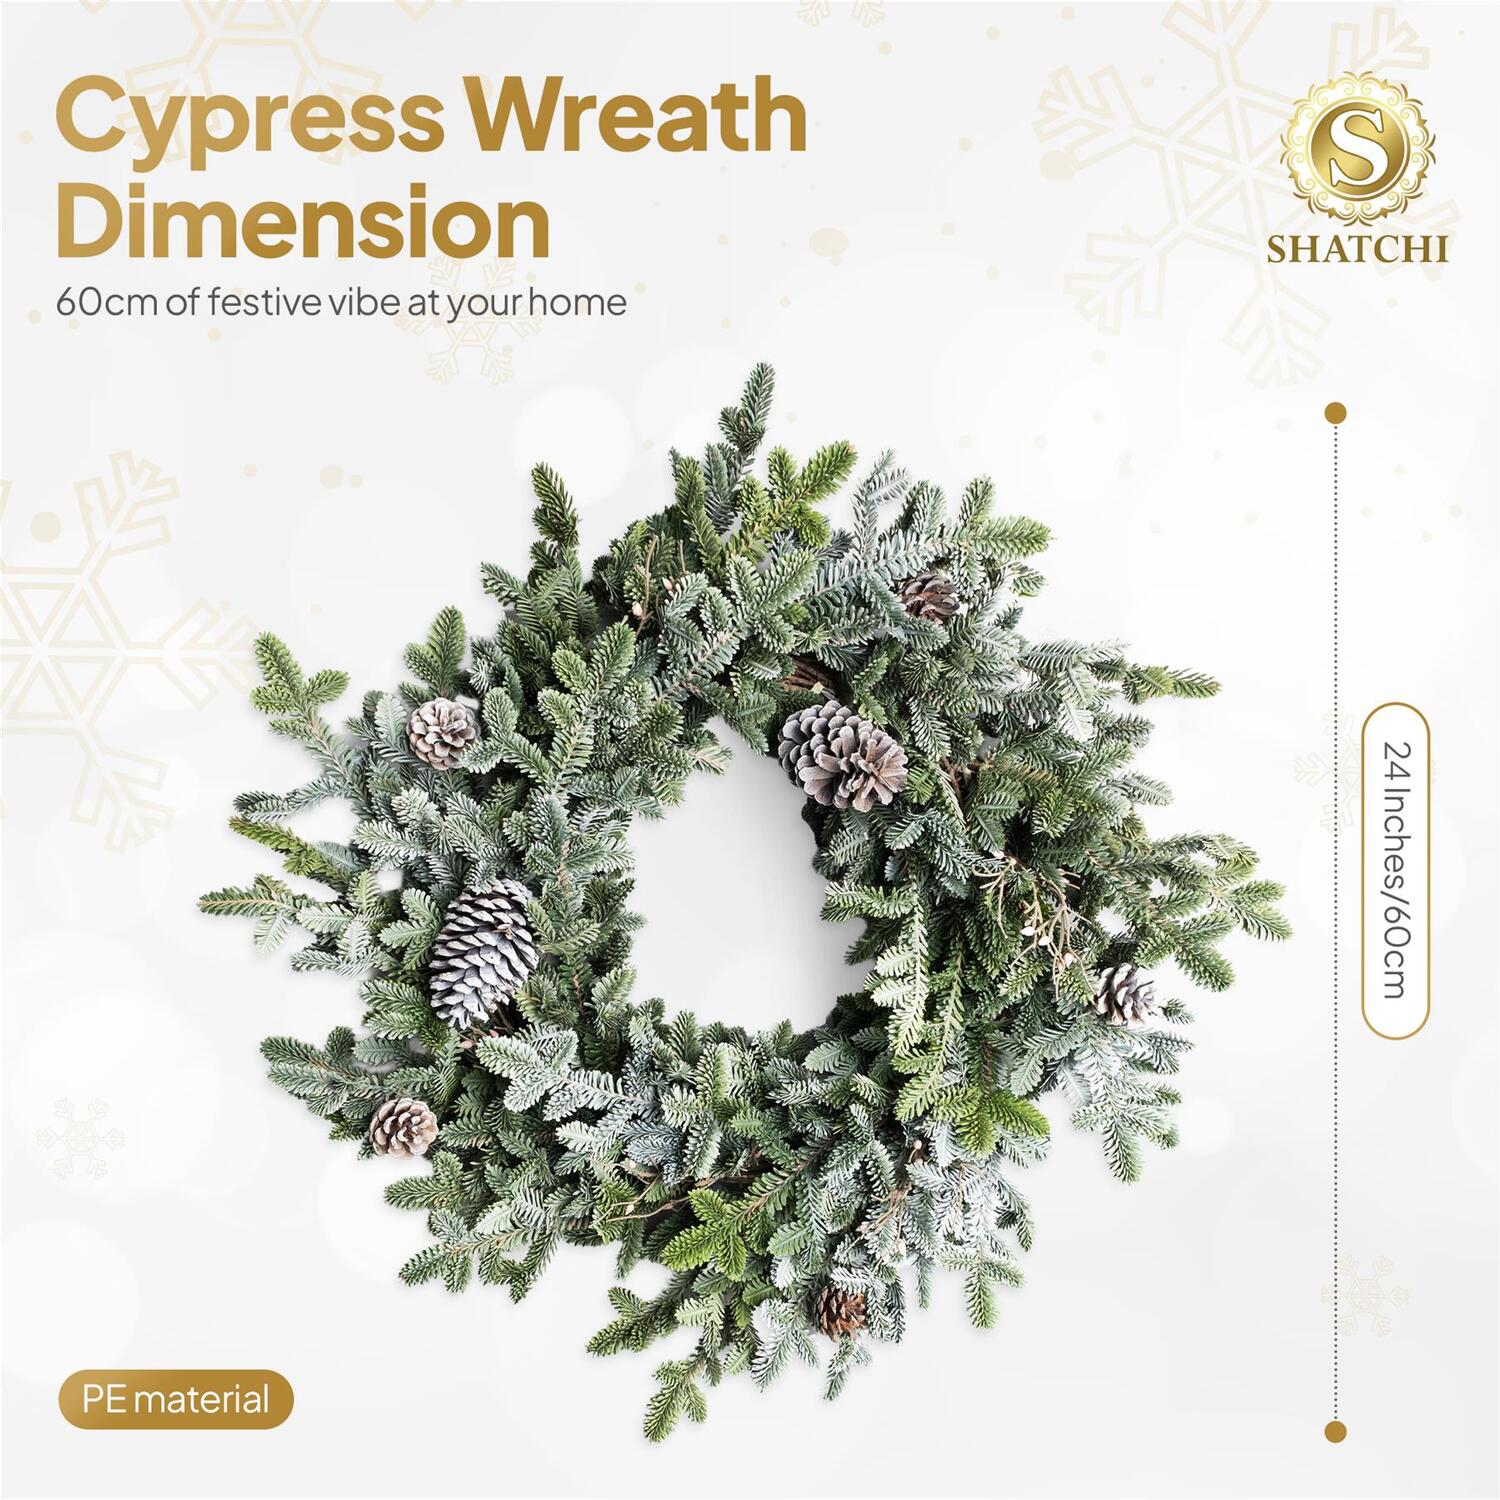 Cypress Wreath
Dimension
60cm of festive vibe at your home
S
SHATCHI
24 Inches/60cm
PE material